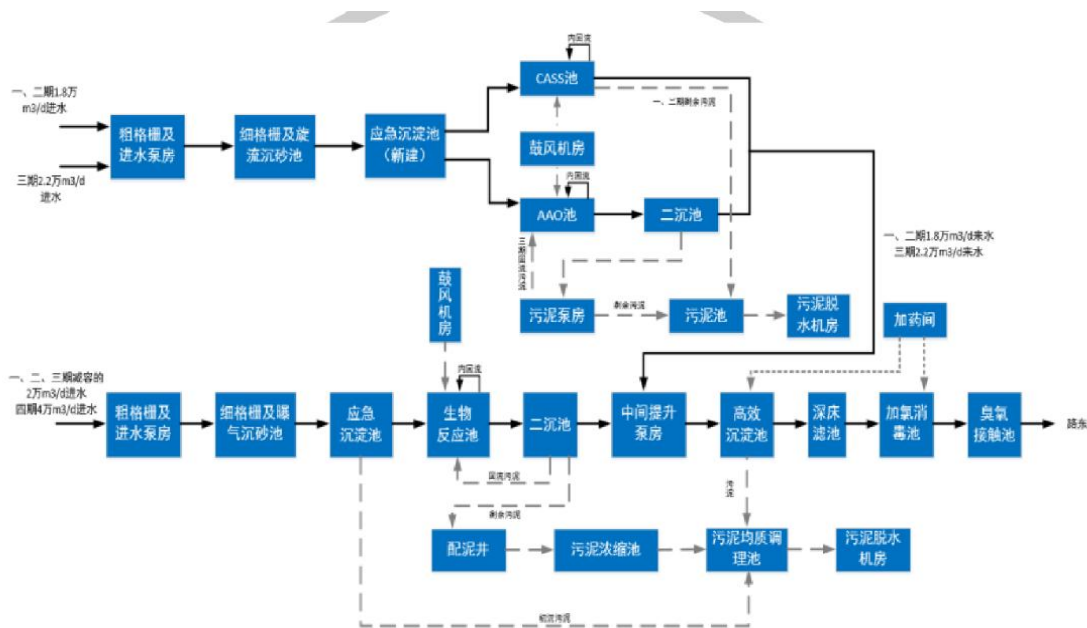 内回流
CASS池
一、二期1.8万
m3/d进水
粗格栅及
进水泵房
细格栅及旋
流沉砂池
应急沉淀池
（新建）
一、二期剩余污泥
鼓风机房
三期2.2万m3/d
进水
内回流
AAO池
二沉池
三期回流污泥
一、二期1.8万m3/d来水
三期2.2万m3/d来水
鼓风机房
污泥泵房
剩余污泥
污泥池
污泥脱
水机房
加药间
一、二、三期减容的
2万m3/d进水
四期4万m3/d进水
粗格栅及
进水泵房
细格栅及曝
气沉砂池
应急
沉淀池
内回流
生物
反应池
二沉池
中间提升
泵房
高效
沉淀池
深床
滤池
加氯消
毒池
臭氧
接触池
路东
回流污泥
剩余污泥
污泥
配泥井
污泥浓缩池
污泥均质调
理池
污泥脱水
机房
初沉污泥